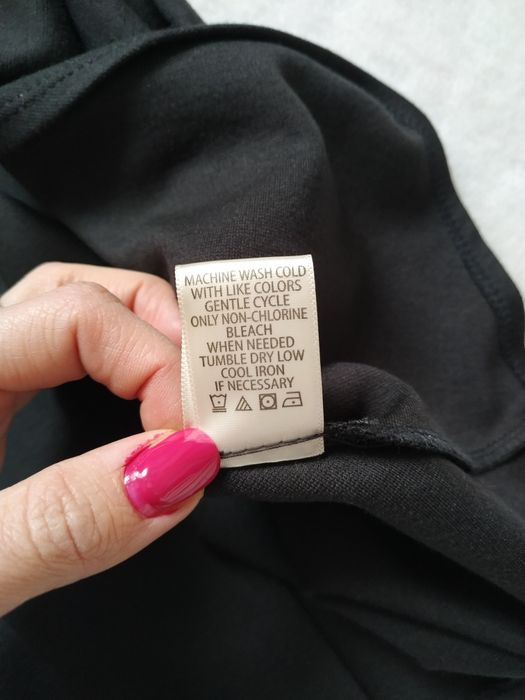 MACHINE WASH COLD
WITH LIKE COLORS
GENTLE CYCLE
ONLY NON-CHLORINE
BLEACH
WHEN NEEDED
TUMBLE DRY LOW
COOL IRON
IF NECESSARY